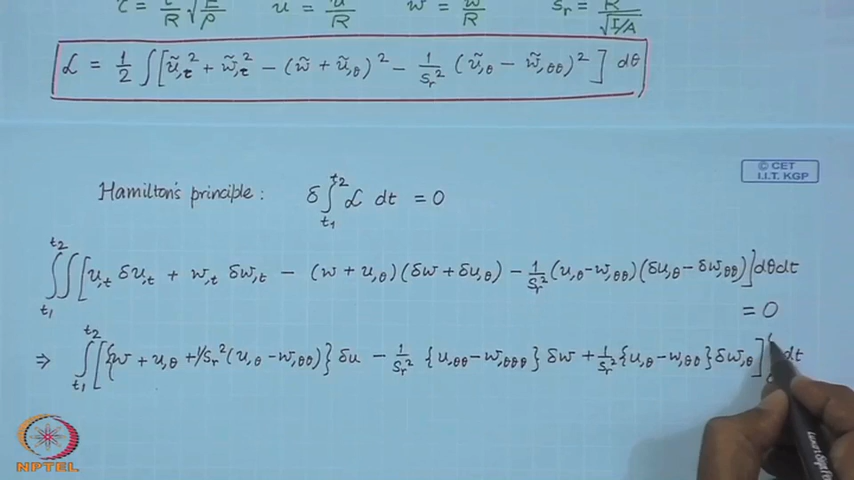 τ = t/R √E/ρ   ũ = u/R   w̃ = w/R   S_r = R/√(I/A)
ℒ = 1/2 ∫[ũ,τ² + w̃,τ² − (w̃ + ũ,θ)² − 1/S_r² (ũ,θ − w̃,θθ)²] dθ
© CET
I.I.T. KGP
Hamilton's principle : δ∫_{t₁}^{t₂} ℒ dt = 0
∫_{t₁}^{t₂}∫[u,t δu,t + w,t δw,t − (w + u,θ)(δw + δu,θ) − 1/S_r² (u,θ − w,θθ)(δu,θ − δw,θθ)]dθdt
= 0
⇒ ∫_{t₁}^{t₂}[{w + u,θ + 1/S_r² (u,θ − w,θθ)} δu − 1/S_r² {u,θθ − w,θθθ} δw + 1/S_r² {u,θ − w,θθ} δw,θ] dt
NPTEL